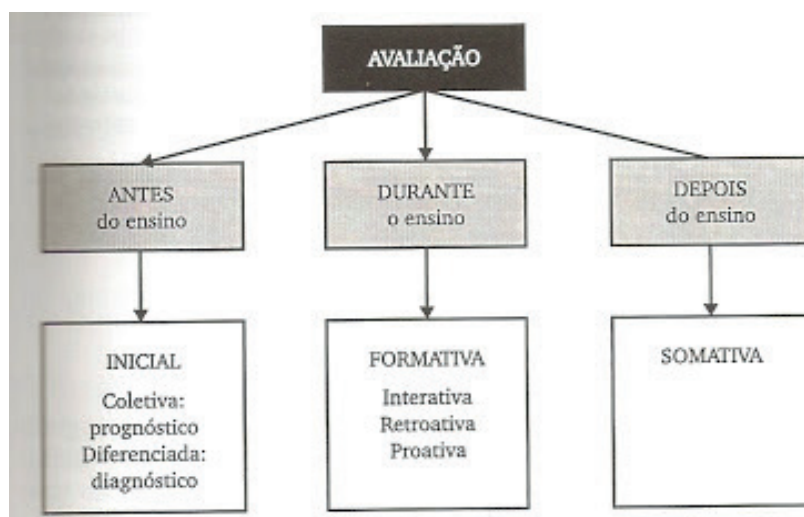 AVALIAÇÃO
ANTES
do ensino
DURANTE
o ensino
DEPOIS
do ensino
INICIAL
Coletiva:
prognóstico
Diferenciada:
diagnóstico
FORMATIVA
Interativa
Retroativa
Proativa
SOMATIVA